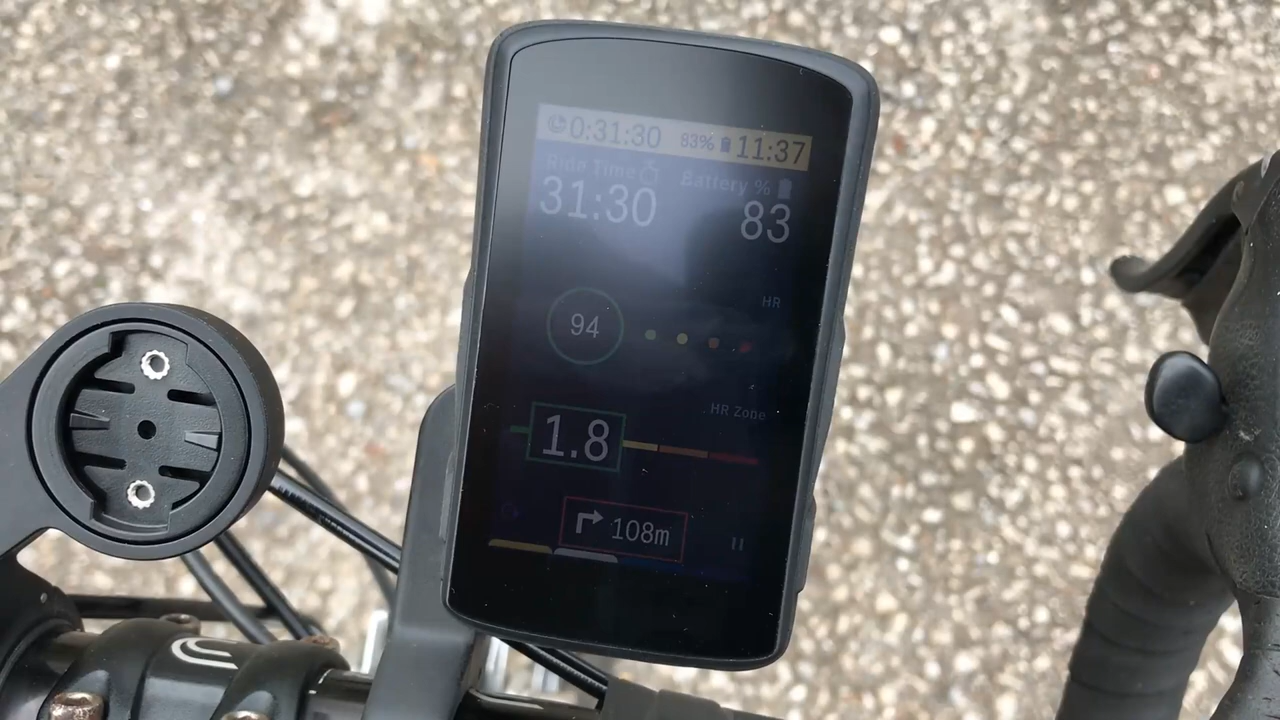 0:31:30 83% 11:37
Ride Time Battery %
31:30 83
HR
94
HR Zone
1.8
108m